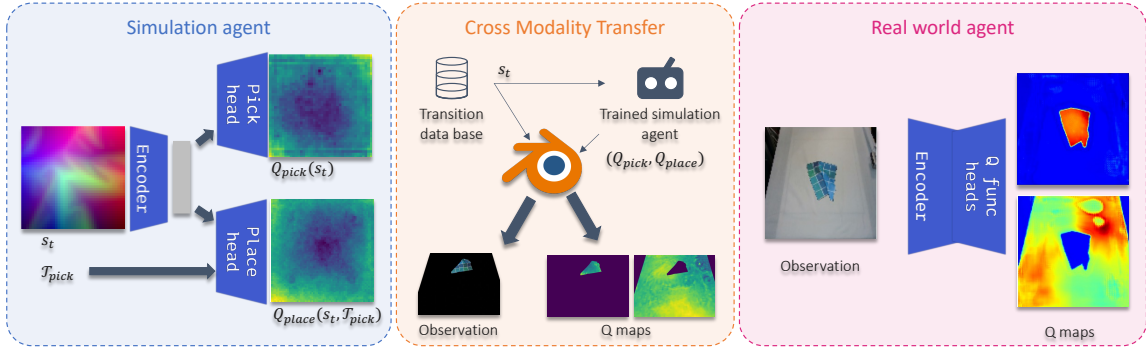 Simulation agent
Encoder
Pick
head
Place
head
Q_pick(s_t)
s_t
𝒯_pick
Q_place(s_t, 𝒯_pick)
Cross Modality Transfer
s_t
Transition
data base
Trained simulation
agent
(Q_pick, Q_place)
Observation
Q maps
Real world agent
Observation
Encoder
Q func
heads
Q maps